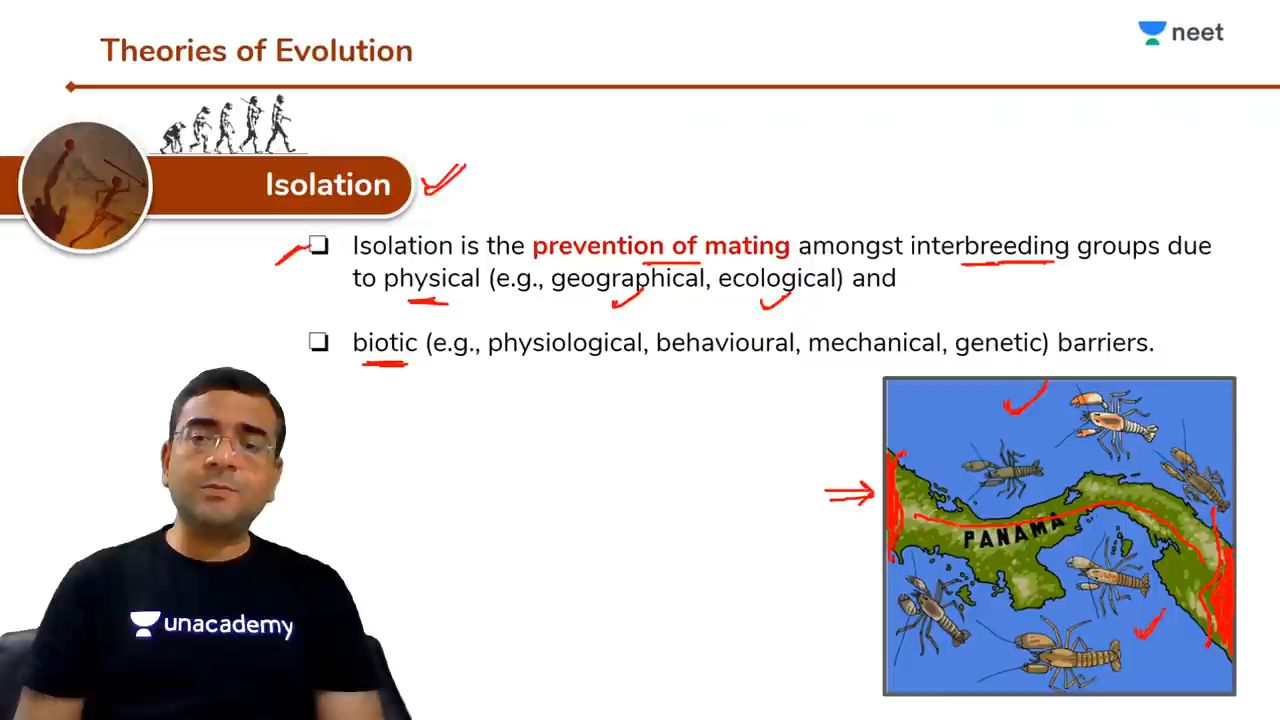 Theories of Evolution
neet
Isolation
Isolation is the prevention of mating amongst interbreeding groups due
to physical (e.g., geographical, ecological) and
biotic (e.g., physiological, behavioural, mechanical, genetic) barriers.
PANAMA
unacademy